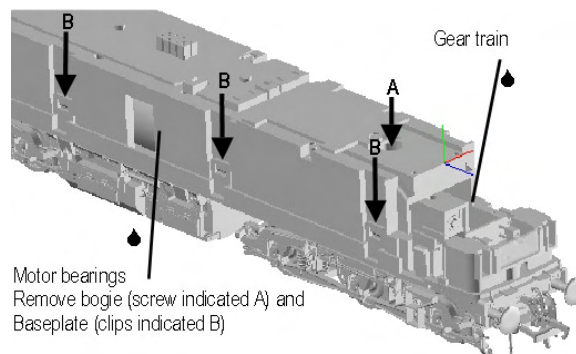 B
B
A
B
Gear train
Motor bearings
Remove bogie (screw indicated A) and
Baseplate (clips indicated B)